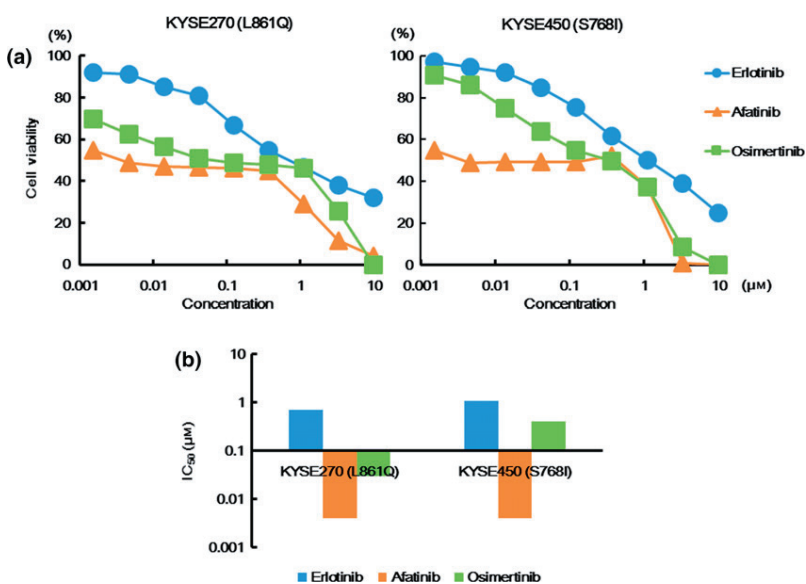 KYSE270 (L861Q)
KYSE450 (S768I)
(a)
(%)
(%)
100
80
60
40
20
0
Cell viability
100
80
60
40
20
0
0.001
0.01
0.1
1
10
Concentration
0.001
0.01
0.1
1
10
(μM)
Concentration
Erlotinib
Afatinib
Osimertinib
(b)
10
1
0.1
0.01
0.001
IC50 (μM)
KYSE270 (L861Q)
KYSE450 (S768I)
Erlotinib Afatinib Osimertinib